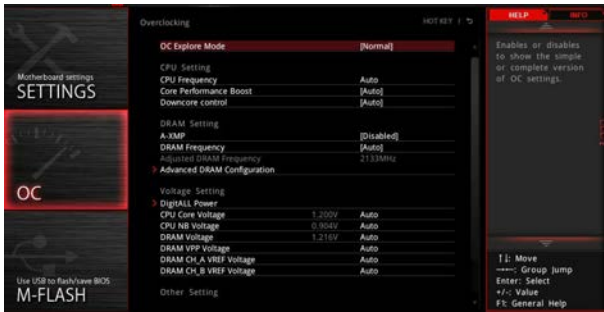 Overclocking
HOT KEY
HELP
INFO
OC Explore Mode [Normal]
CPU Setting
CPU Frequency Auto
Core Performance Boost [Auto]
Downcore control [Auto]
DRAM Setting
A-XMP [Disabled]
DRAM Frequency [Auto]
Adjusted DRAM Frequency 2133MHz
Advanced DRAM Configuration
Voltage Setting
DigitALL Power
CPU Core Voltage 1.200V Auto
CPU NB Voltage 0.904V Auto
DRAM Voltage 1.216V Auto
DRAM VPP Voltage Auto
DRAM CH_A VREF Voltage Auto
DRAM CH_B VREF Voltage Auto
Other Setting
Motherboard settings
SETTINGS
OC
Use USB to flash/save BIOS
M-FLASH
Enables or disables
to show the simple
or complete version
of OC settings.
↑↓: Move
→←: Group Jump
Enter: Select
+/-: Value
F1: General Help